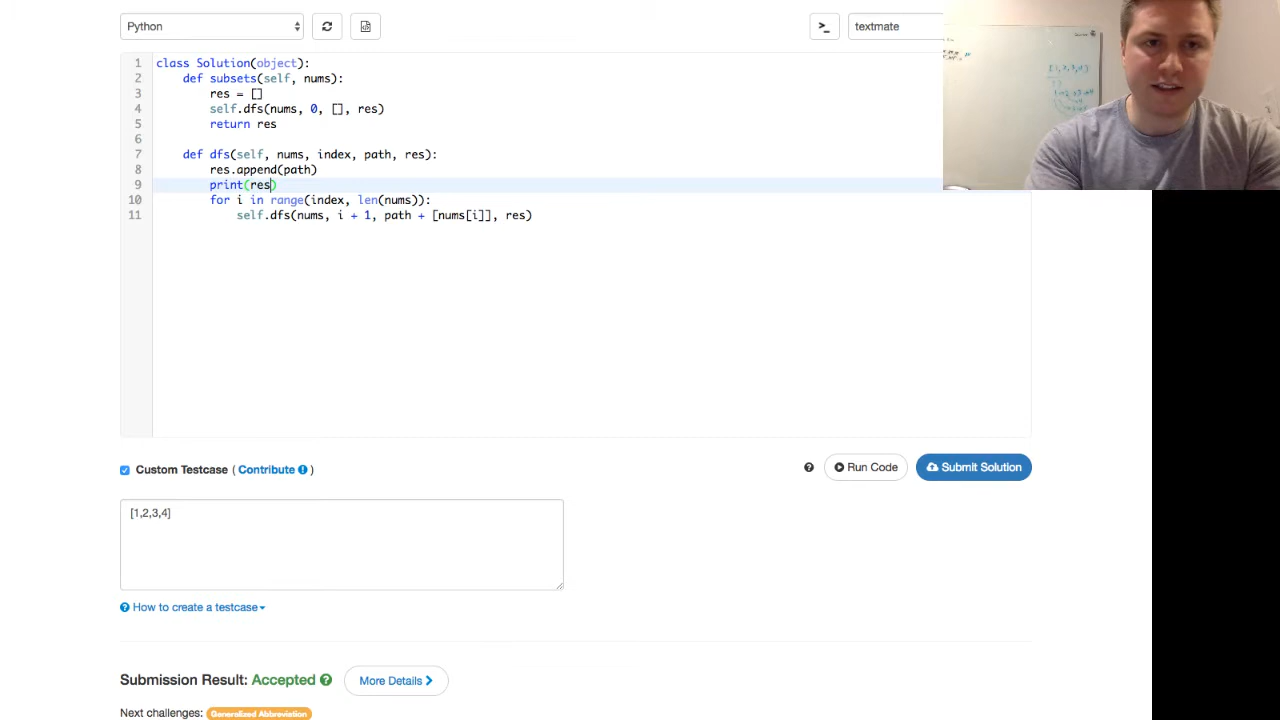 Python
>_
textmate
1 class Solution(object):
2 def subsets(self, nums):
3 res = []
4 self.dfs(nums, 0, [], res)
5 return res
6
7 def dfs(self, nums, index, path, res):
8 res.append(path)
9 print(res)
10 for i in range(index, len(nums)):
11 self.dfs(nums, i + 1, path + [nums[i]], res)
[1,2,3,4]
Custom Testcase ( Contribute )
Run Code
Submit Solution
[1,2,3,4]
How to create a testcase
Submission Result: Accepted
More Details
Next challenges: Generalized Abbreviation